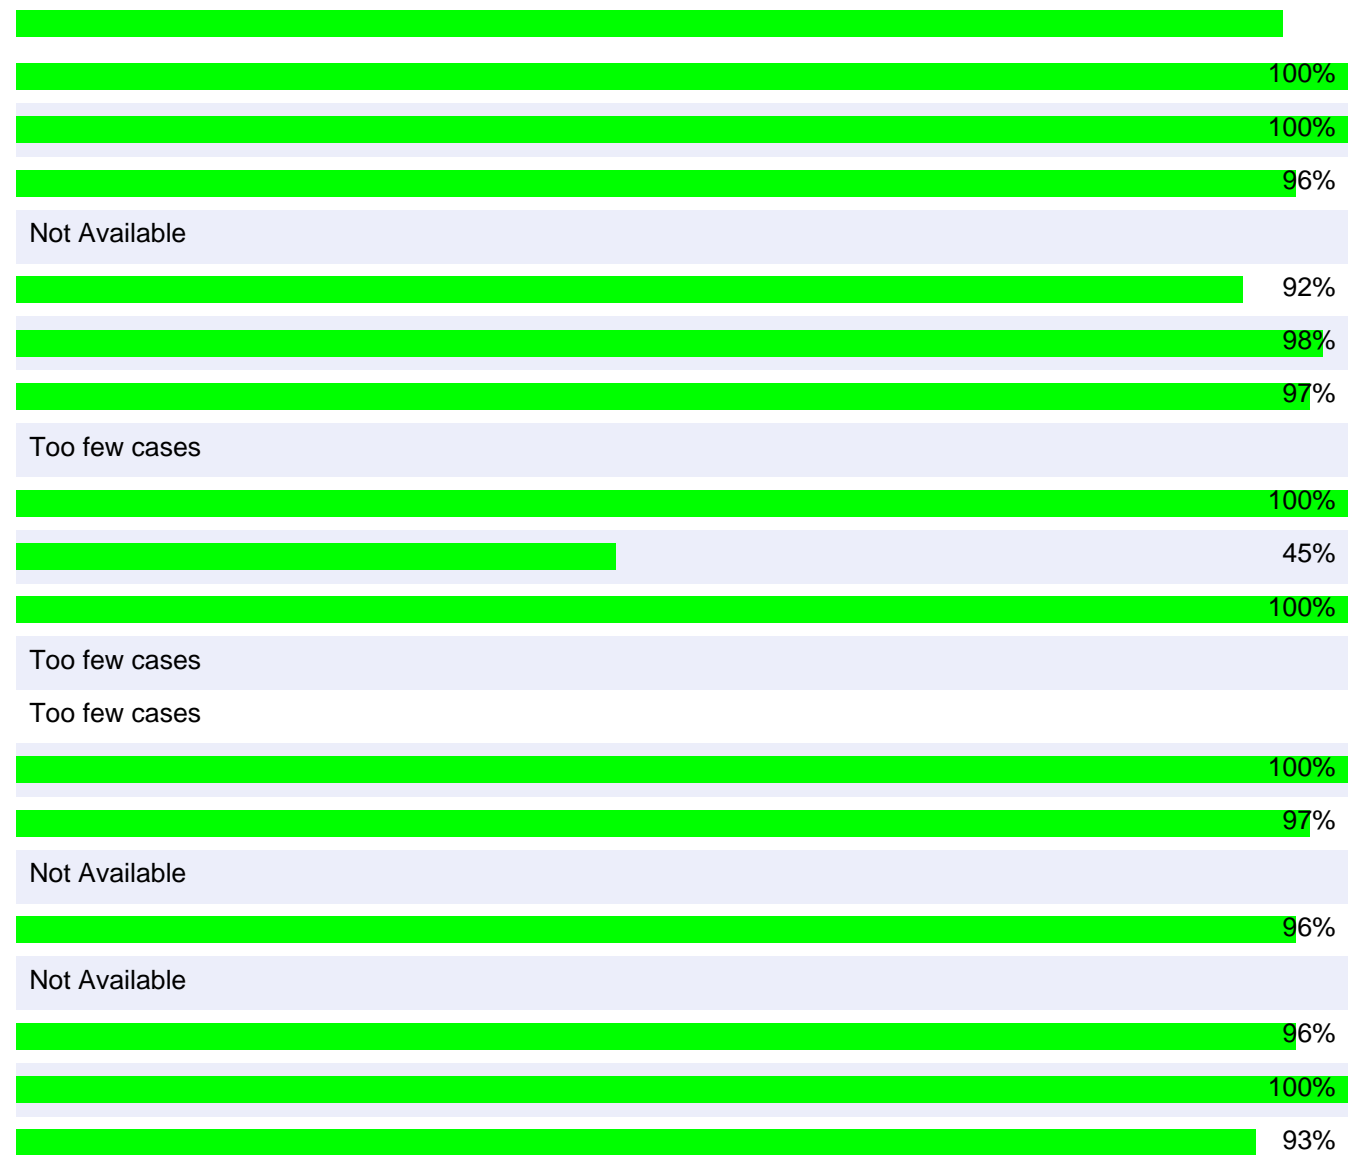 100%
100%
96%
Not Available
92%
98%
97%
Too few cases
100%
45%
100%
Too few cases
Too few cases
100%
97%
Not Available
96%
Not Available
96%
100%
93%